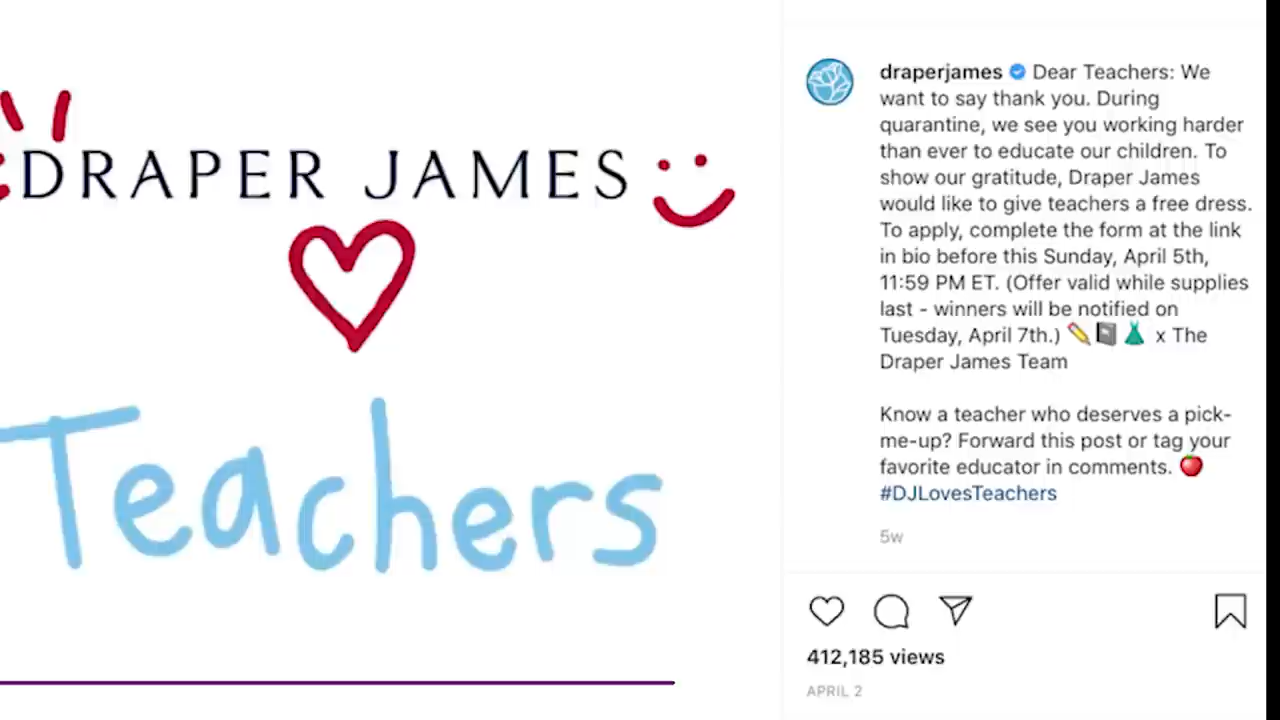 DRAPER JAMES
Teachers
draperjames Dear Teachers: We
want to say thank you. During
quarantine, we see you working harder
than ever to educate our children. To
show our gratitude, Draper James
would like to give teachers a free dress.
To apply, complete the form at the link
in bio before this Sunday, April 5th,
11:59 PM ET. (Offer valid while supplies
last - winners will be notified on
Tuesday, April 7th.) ✏️📓👗 x The
Draper James Team
Know a teacher who deserves a pick-
me-up? Forward this post or tag your
favorite educator in comments. 🍎
#DJLovesTeachers
5w
412,185 views
APRIL 2